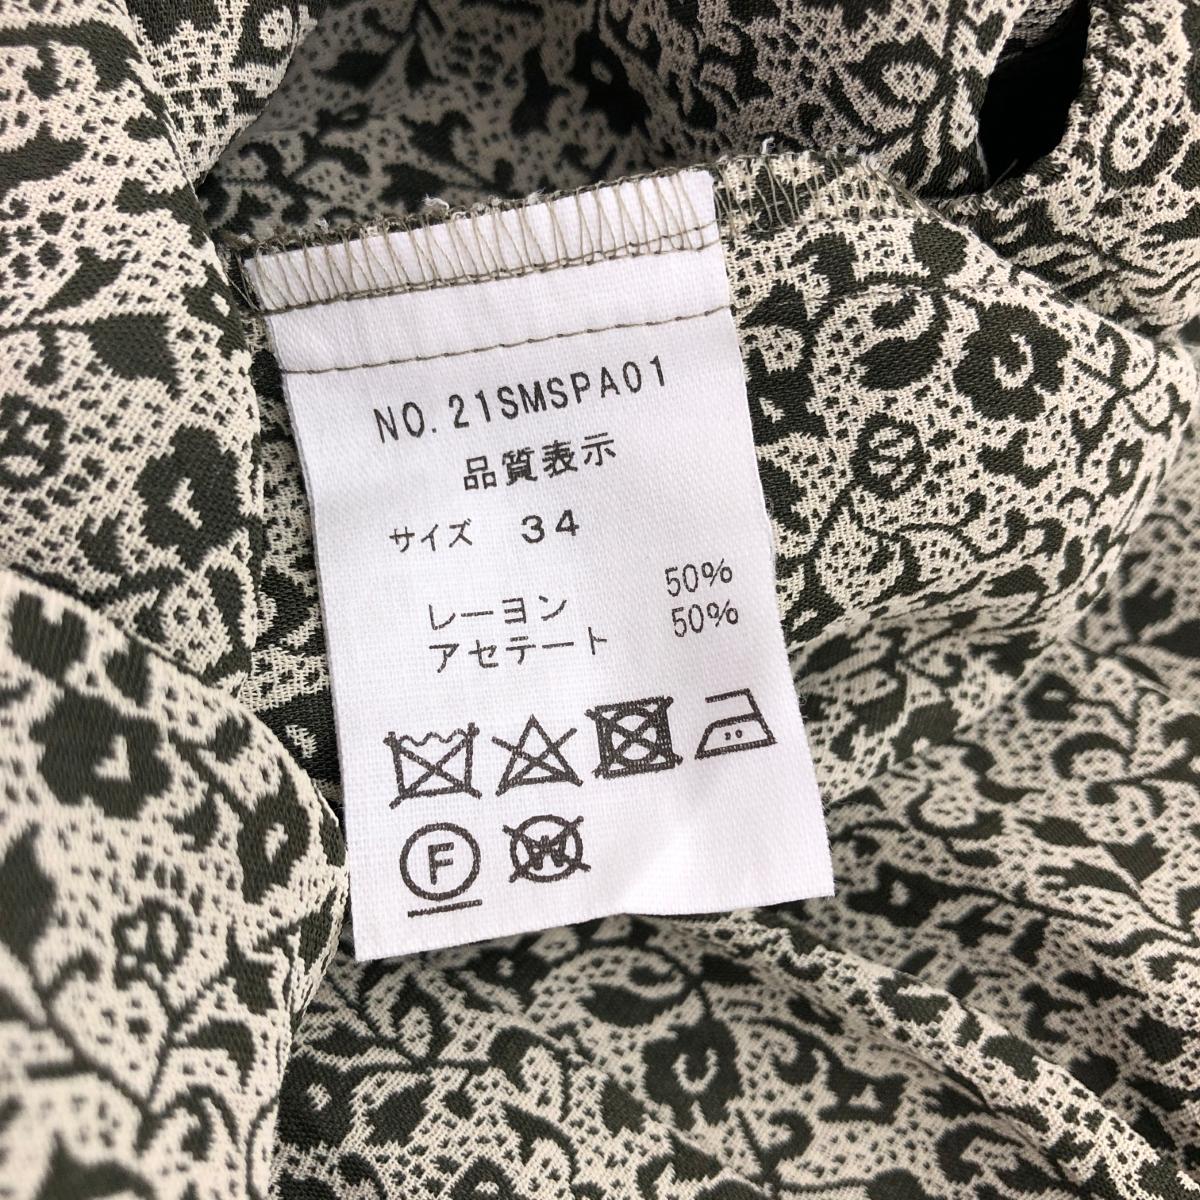 NO.21SMSPA01
品質表示
サイズ 34
レーヨン 50%
アセテート 50%
F
W